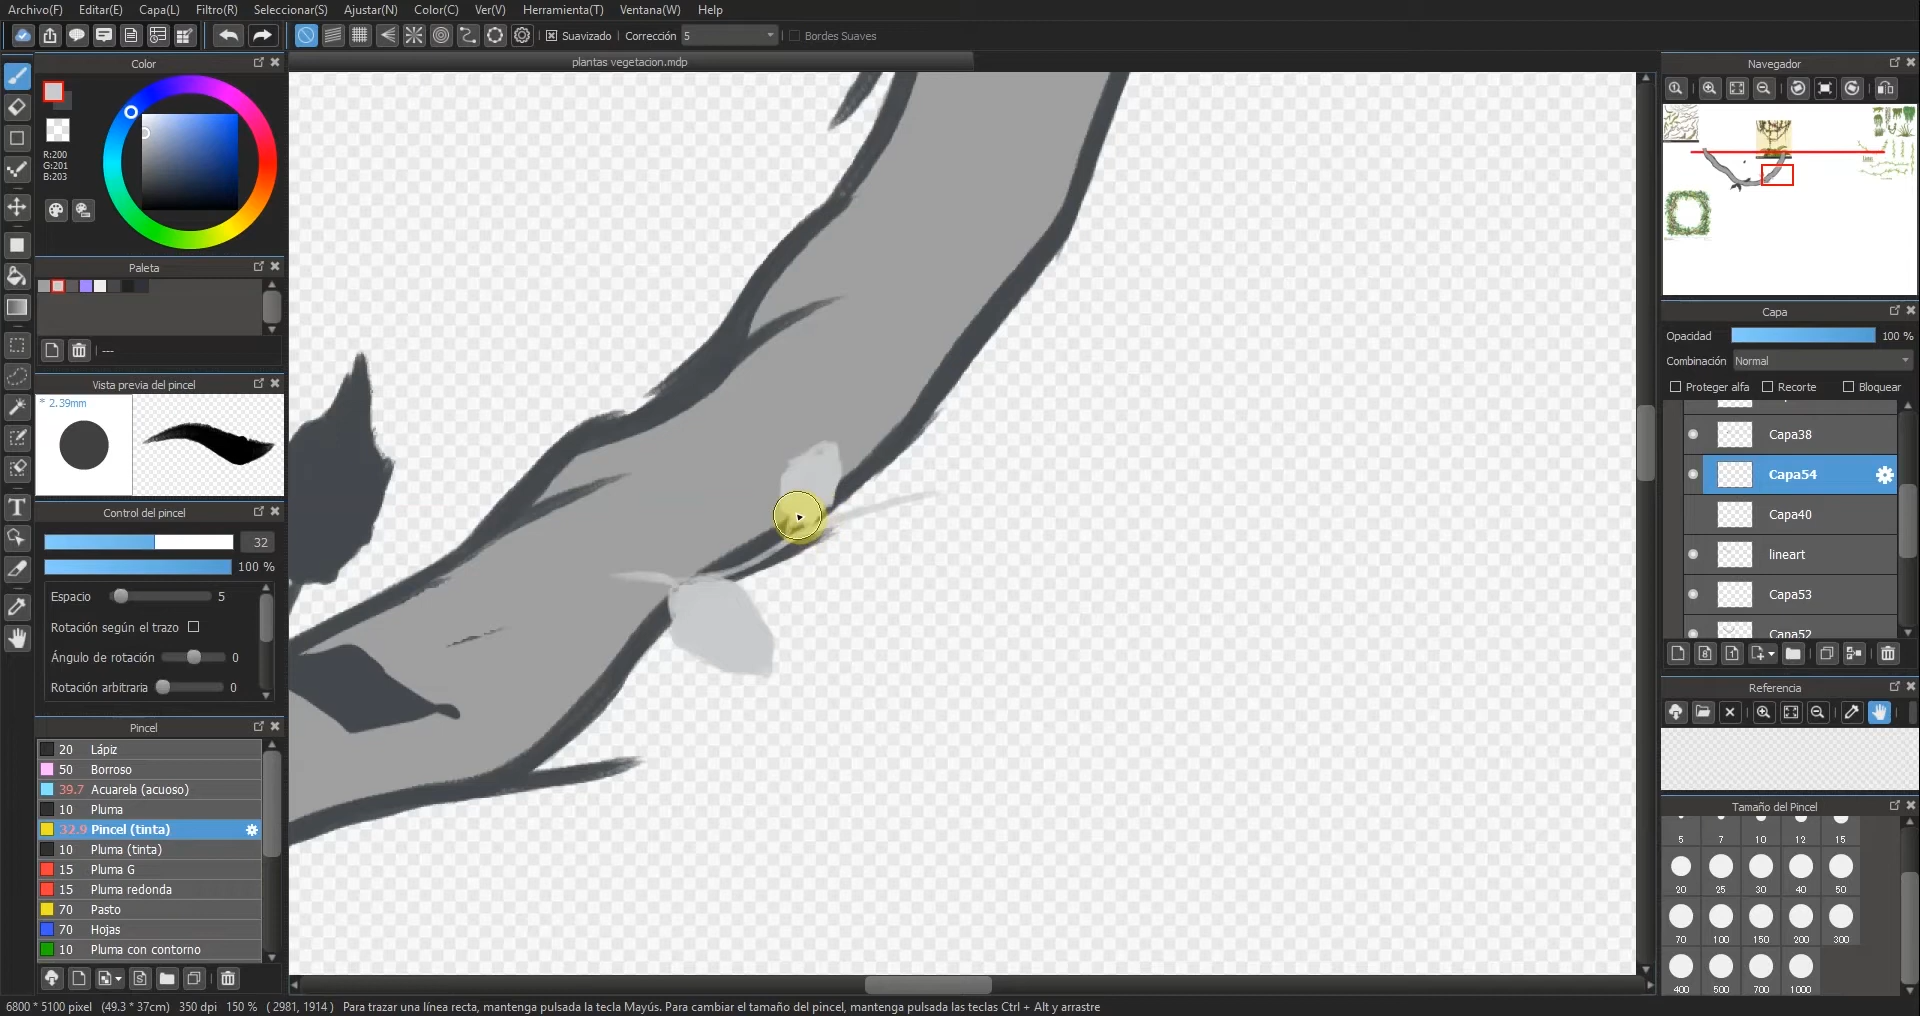 Archivo(F) Editar(E) Capa(L) Filtro(R) Seleccionar(S) Ajustar(N) Color(C) Ver(V) Herramienta(T) Ventana(W) Help
Suavizado Corrección 5 Bordes Suaves
plantas vegetacion.mdp
Color
R:200
G:201
B:203
Paleta
---
Vista previa del pincel
* 2.39mm
Control del pincel
32
100 %
Espacio 5
Rotación según el trazo
Ángulo de rotación 0
Rotación arbitraria 0
Pincel
20 Lápiz
50 Borroso
39.7 Acuarela (acuoso)
10 Pluma
32.9 Pincel (tinta)
10 Pluma (tinta)
15 Pluma G
15 Pluma redonda
70 Pasto
70 Hojas
10 Pluma con contorno
Navegador
Capa
Opacidad 100 %
Combinación Normal
Proteger alfa Recorte Bloquear
Capa38
Capa54
Capa40
lineart
Capa53
Capa52
Referencia
Tamaño del Pincel
5 7 10 12 15
20 25 30 40 50
70 100 150 200 300
400 500 700 1000
6800 * 5100 pixel (49.3 * 37cm) 350 dpi 150 % ( 2981, 1914 ) Para trazar una línea recta, mantenga pulsada la tecla Mayús. Para cambiar el tamaño del pincel, mantenga pulsadas las teclas Ctrl + Alt y arrastre